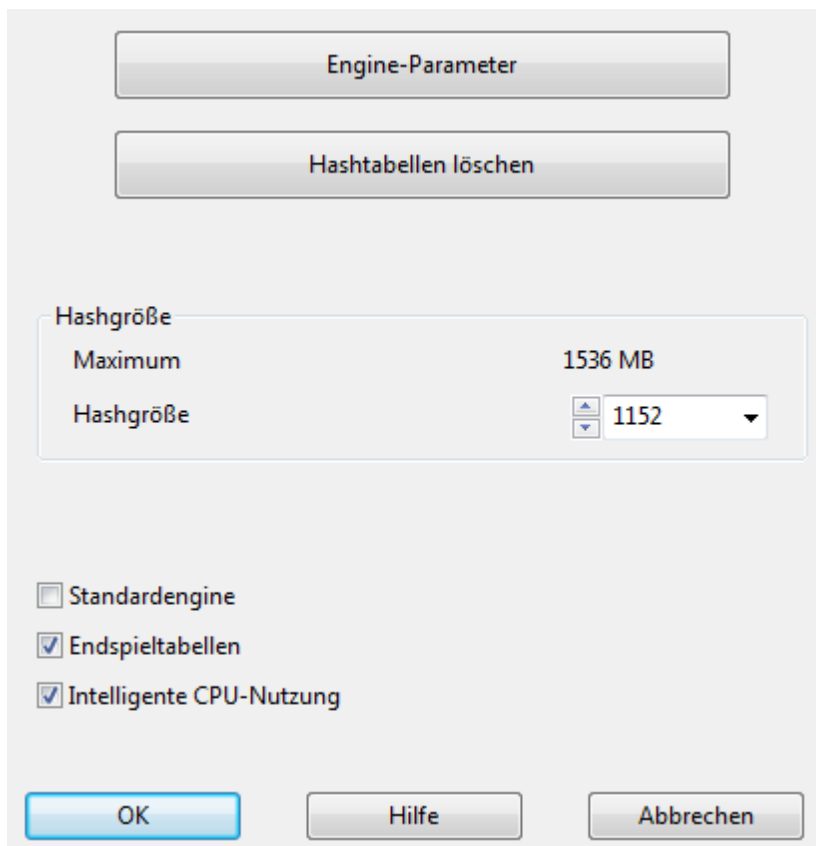 Engine-Parameter
Hashtabellen löschen
Hashgröße
Maximum 1536 MB
Hashgröße 1152
Standardengine
Endspieltabellen
Intelligente CPU-Nutzung
OK Hilfe Abbrechen